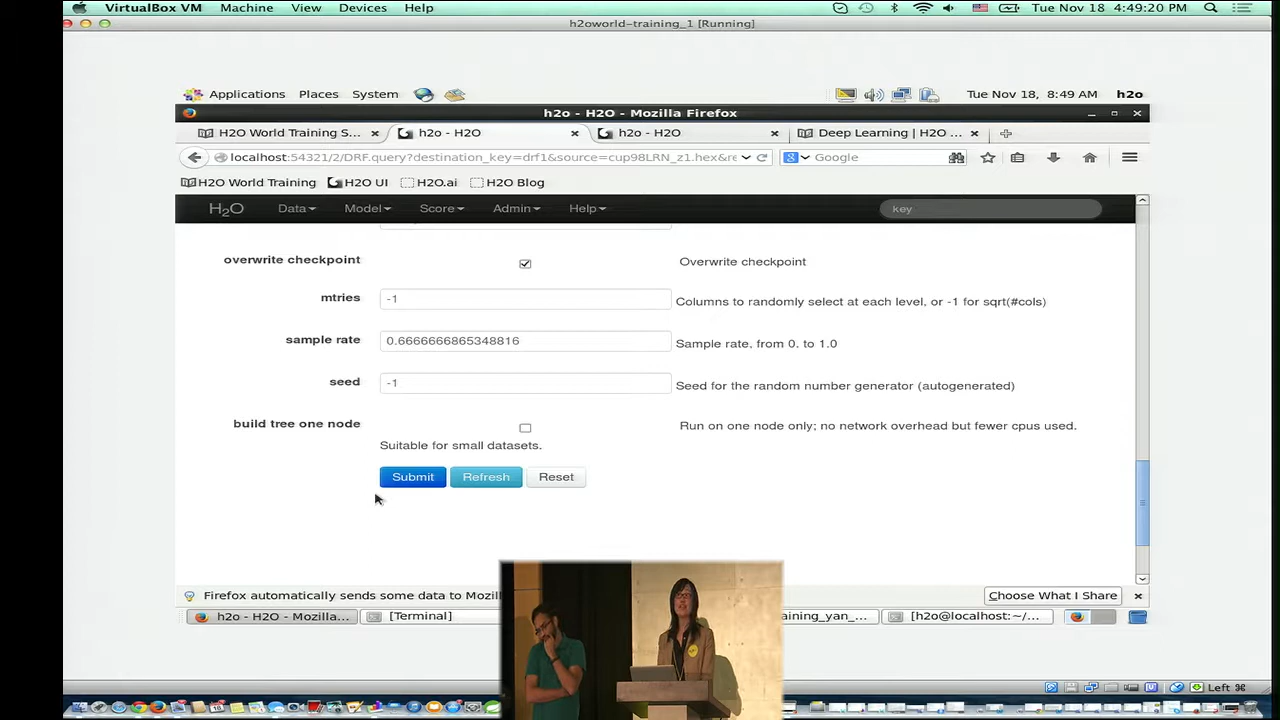 VirtualBox VM Machine View Devices Help Tue Nov 18 4:49:20 PM
h2oworld-training_1 [Running]
Applications Places System Tue Nov 18, 8:49 AM h2o
h2o - H2O - Mozilla Firefox
H2O World Training S... h2o - H2O h2o - H2O Deep Learning | H2O ...
localhost:54321/2/DRF.query?destination_key=drf1&source=cup98LRN_z1.hex&re Google
H2O World Training H2O UI H2O.ai H2O Blog
H2O Data Model Score Admin Help key
overwrite checkpoint Overwrite checkpoint
mtries -1 Columns to randomly select at each level, or -1 for sqrt(#cols)
sample rate 0.6666666865348816 Sample rate, from 0. to 1.0
seed -1 Seed for the random number generator (autogenerated)
build tree one node Run on one node only; no network overhead but fewer cpus used.
Suitable for small datasets.
Submit Refresh Reset
Firefox automatically sends some data to Mozil Choose What I Share
h2o - H2O - Mozilla... [Terminal] aining_yan_... [h2o@localhost:~/...
Left ⌘